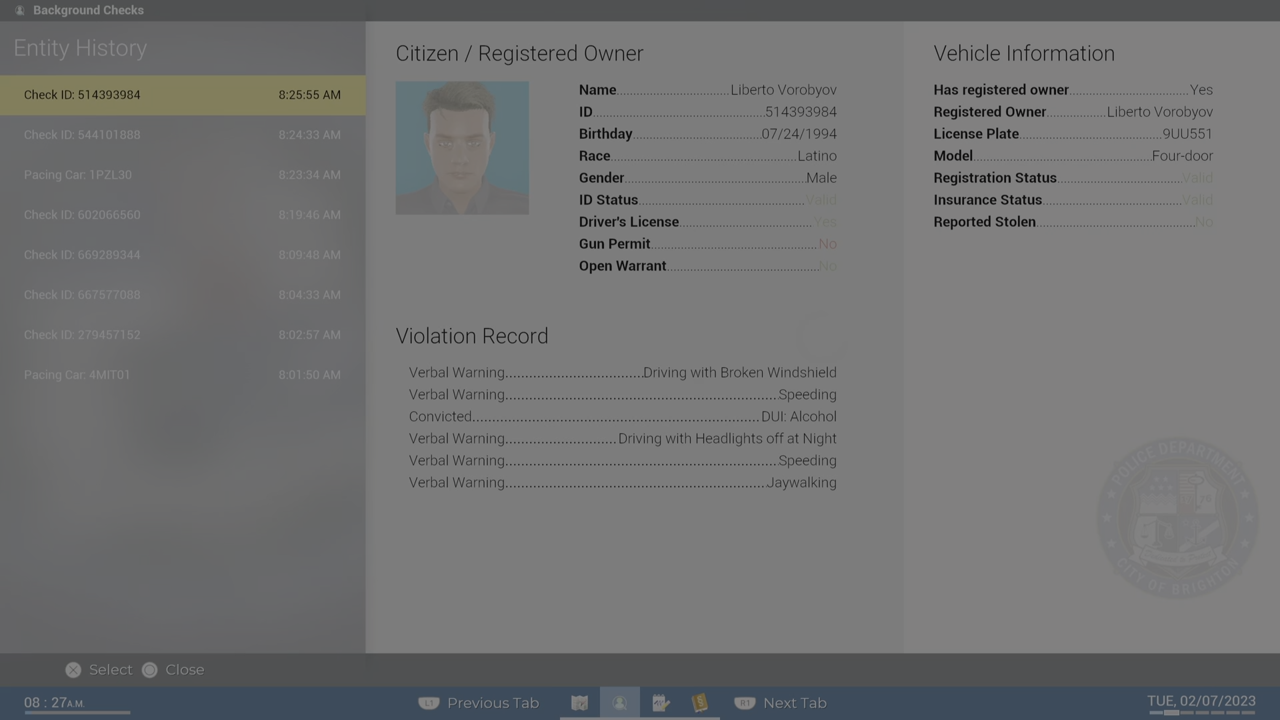 Background Checks
Entity History
Check ID: 514393984 8:25:55 AM
Check ID: 544101888 8:24:33 AM
Pacing Car: 1PZL30 8:23:34 AM
Check ID: 602066560 8:19:46 AM
Check ID: 669289344 8:09:48 AM
Check ID: 667577088 8:04:33 AM
Check ID: 279457152 8:02:57 AM
Pacing Car: 4MIT01 8:01:50 AM
Citizen / Registered Owner
Name Liberto Vorobyov
ID 514393984
Birthday 07/24/1994
Race Latino
Gender Male
ID Status Valid
Driver's License Yes
Gun Permit No
Open Warrant No
Violation Record
Verbal Warning Driving with Broken Windshield
Verbal Warning Speeding
Convicted DUI: Alcohol
Verbal Warning Driving with Headlights off at Night
Verbal Warning Speeding
Verbal Warning Jaywalking
Vehicle Information
Has registered owner Yes
Registered Owner Liberto Vorobyov
License Plate 9UU551
Model Four-door
Registration Status Valid
Insurance Status Valid
Reported Stolen No
POLICE DEPARTMENT
CITY OF BRIGHTON
Select Close
08 : 27 A.M.
L1 Previous Tab
R1 Next Tab
TUE, 02/07/2023